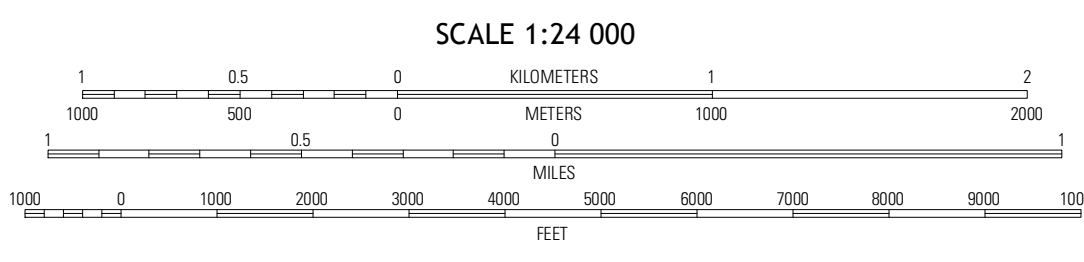 SCALE 1:24 000
1 0.5 0 KILOMETERS 1 2
1000 500 0 METERS 1000 2000
1 0.5 0 1
MILES
1000 0 1000 2000 3000 4000 5000 6000 7000 8000 9000 100
FEET